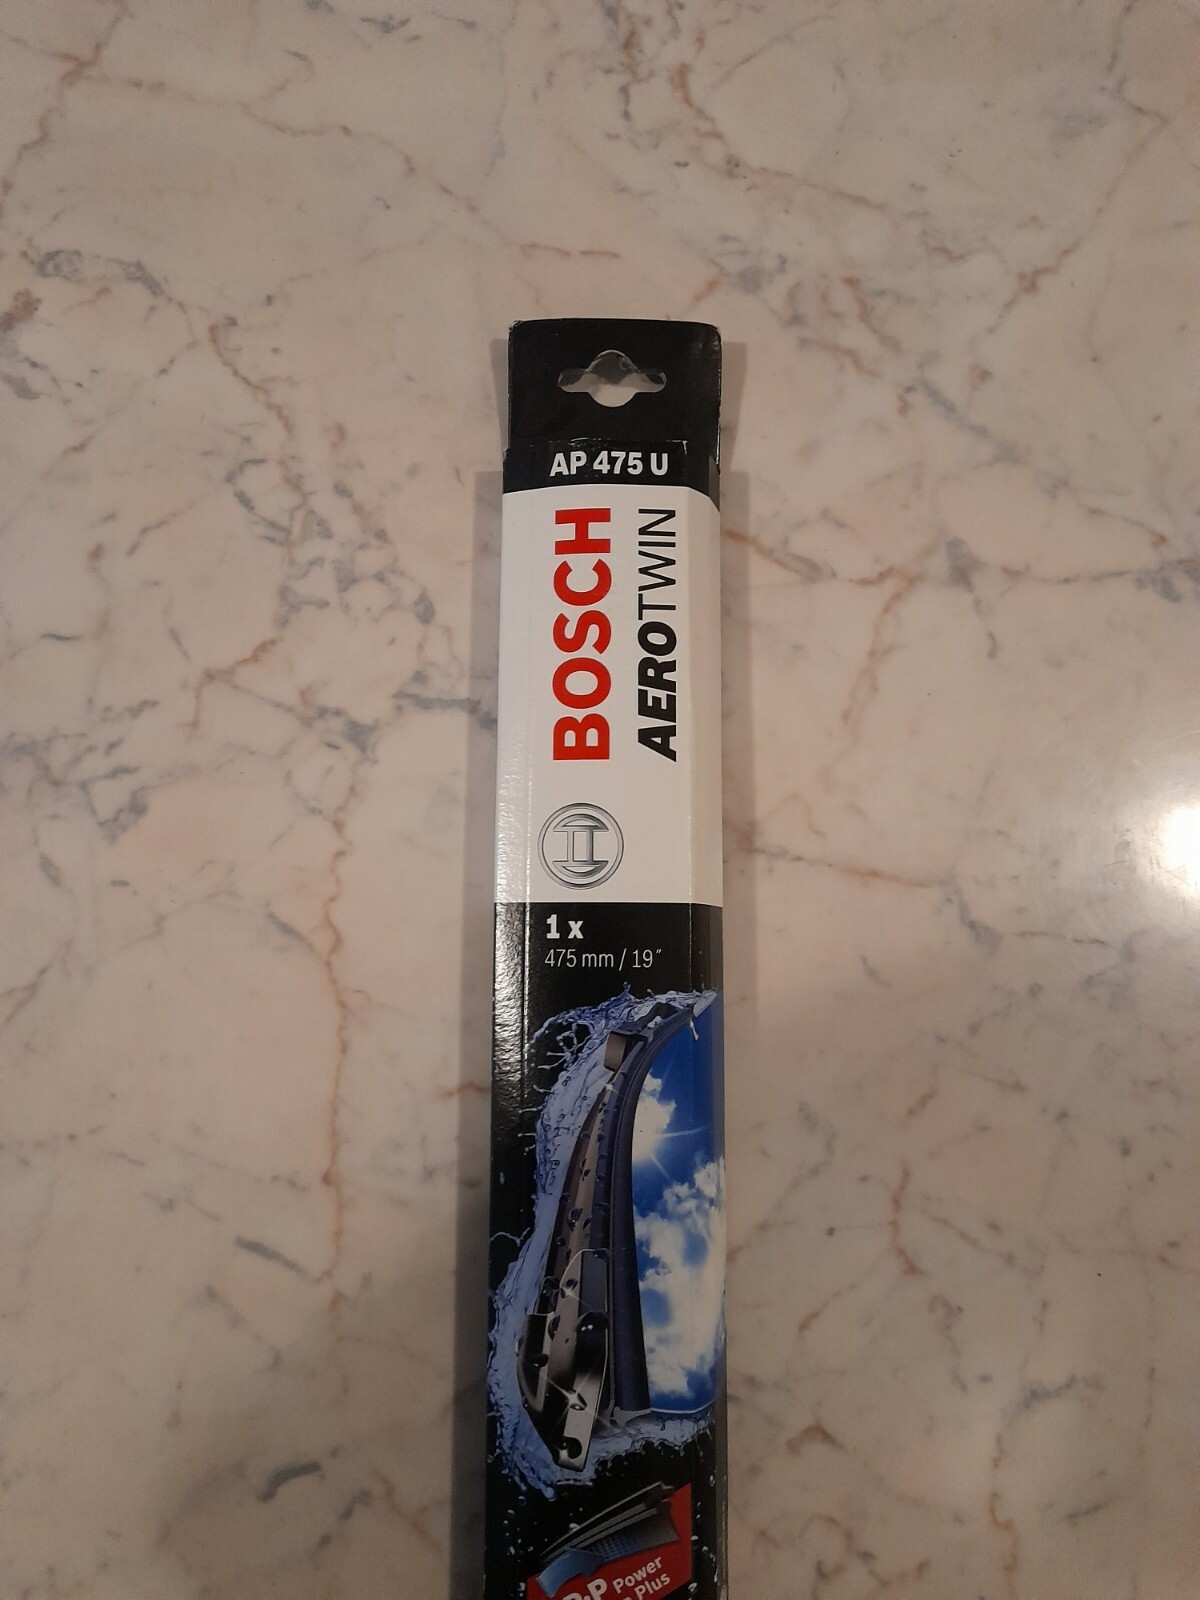 AP 475 U
BOSCH
AEROTWIN
1 x
475 mm / 19″
Power
Plus